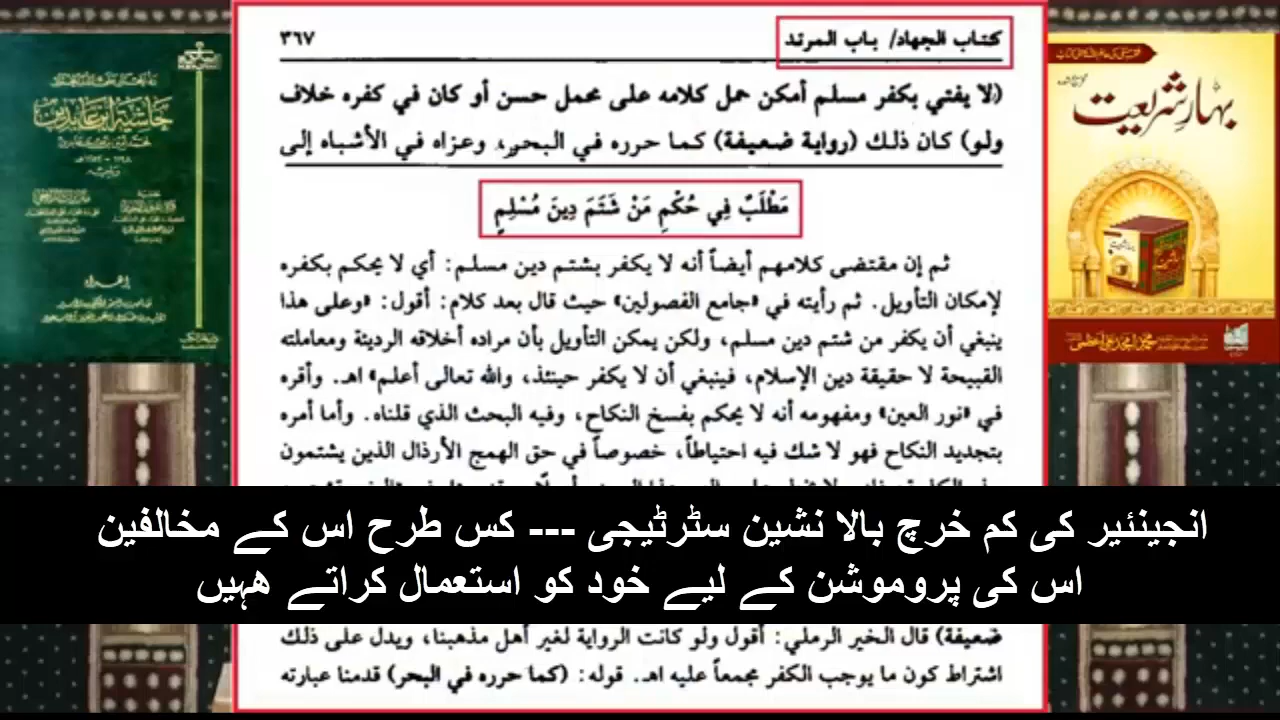 كتاب الجهاد/ باب المرتد
٣٦٧
(لا يفتي بكفر مسلم أمكن حمل كلامه على محمل حسن أو كان في كفره خلاف
ولو) كان ذلك (رواية ضعيفة) كما حرره في البحر، وعزاه في الأشباه إلى
مَطْلَبٌ فِي حُكْمِ مَنْ شَتَمَ دِينَ مُسْلِمٍ
ثم إن مقتضى كلامهم أيضاً أنه لا يكفر بشتم دين مسلم: أي لا يحكم بكفره
لإمكان التأويل. ثم رأيته في «جامع الفصولين» حيث قال بعد كلام: أقول: «وعلى هذا
ينبغي أن يكفر من شتم دين مسلم، ولكن يمكن التأويل بأن مراده أخلاقه الرديئة ومعاملته
القبيحة لا حقيقة دين الإسلام، فينبغي أن لا يكفر حينئذ، والله تعالى أعلم» اهـ. وأقره
في «نور العين» ومفهومه أنه لا يحكم بفسخ النكاح، وفيه البحث الذي قلناه. وأما أمره
بتجديد النكاح فهو لا شك فيه احتياطاً، خصوصاً في حق الهمج الأرذال الذين يشتمون
انجینئیر کی کم خرچ بالا نشین سٹرٹیجی --- کس طرح اس کے مخالفین
اس کی پروموشن کے لیے خود کو استعمال کراتے ھہیں
ضعيفة) قال الخير الرملي: أقول ولو كانت الرواية لغير أهل مذهبنا، ويدل على ذلك
اشتراط كون ما يوجب الكفر مجمعاً عليه اهـ. قوله: (كما حرره في البحر) قدمنا عبارته
حاشية ابن عابدين
بہار شریعت